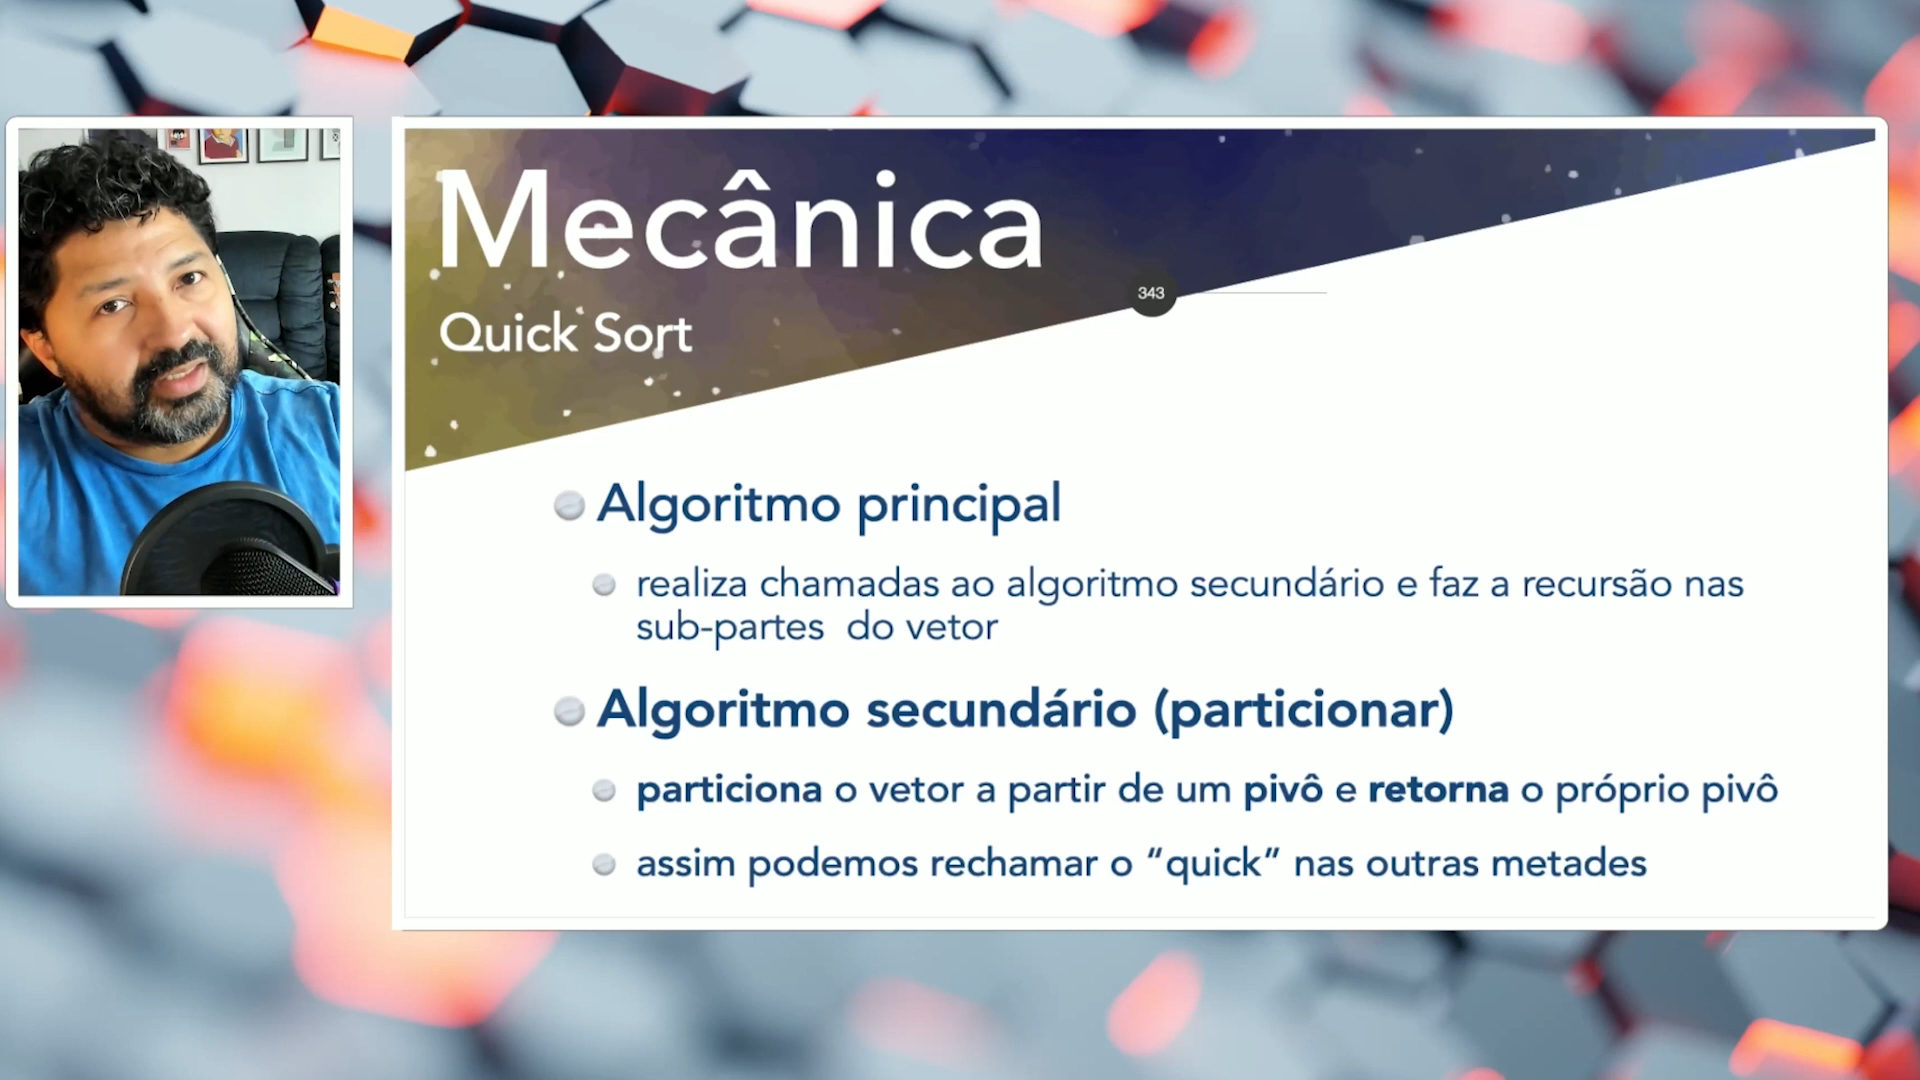 Mecânica
Quick Sort
343
Algoritmo principal
realiza chamadas ao algoritmo secundário e faz a recursão nas
sub-partes do vetor
Algoritmo secundário (particionar)
particiona o vetor a partir de um pivô e retorna o próprio pivô
assim podemos rechamar o “quick” nas outras metades